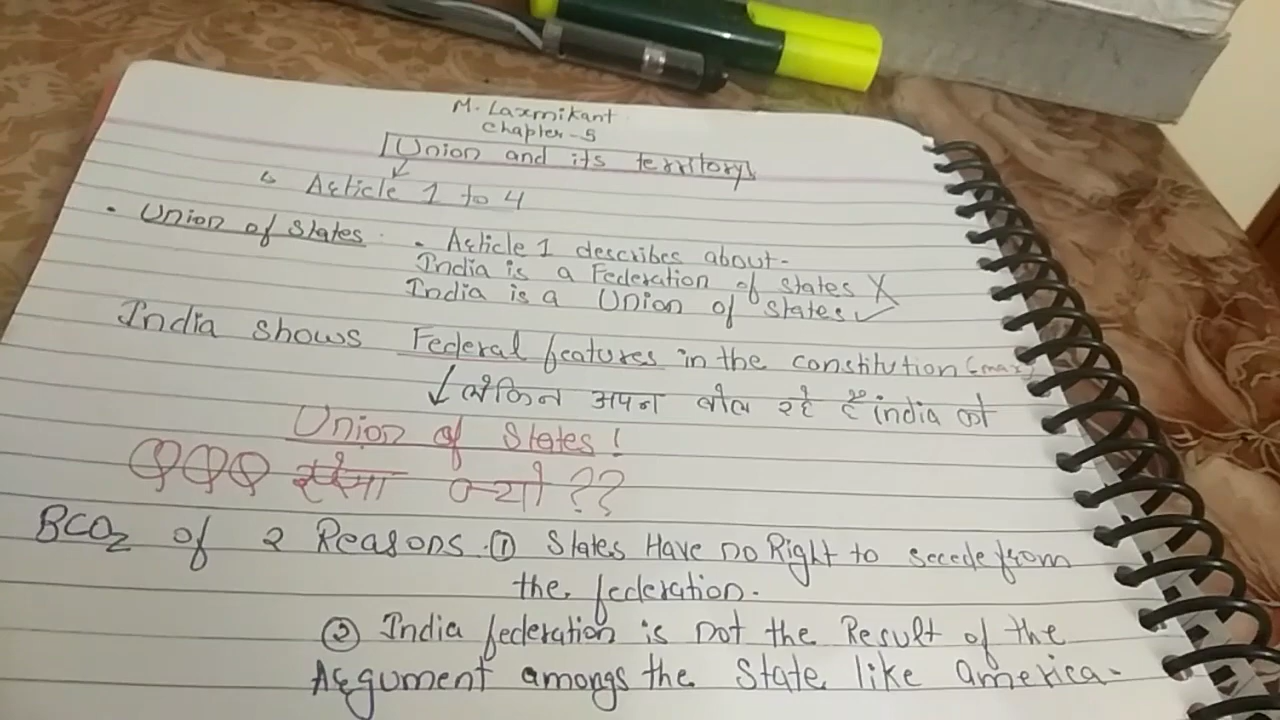 M. Laxmikant
Chapter-5
Union and its territory
Article 1 to 4
• Union of States • Article 1 describes about-
India is a Federation of states X
India is a Union of states ✓
India shows Federal features in the constitution (max)
↓ लेकिन अपन बोल रहे है india को
Union of States!
QQQ ऐसा क्यों ??
BCOz of 2 Reasons ① States Have no Right to secede from
the federation.
② India federation is not the Result of the
Argument amongs the State like America.